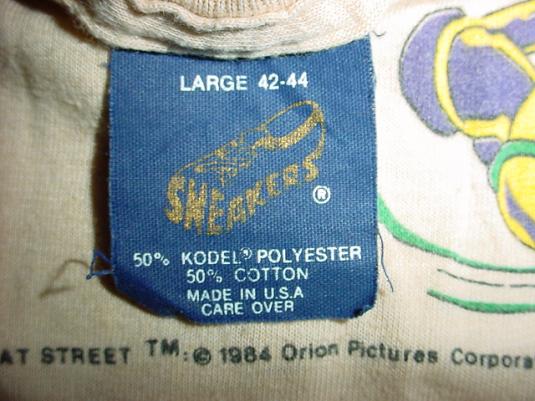 LARGE 42-44
SNEAKERS ®
50% KODEL® POLYESTER
50% COTTON
MADE IN U.S.A
CARE OVER
AT STREET TM: © 1984 Orion Pictures Corpora